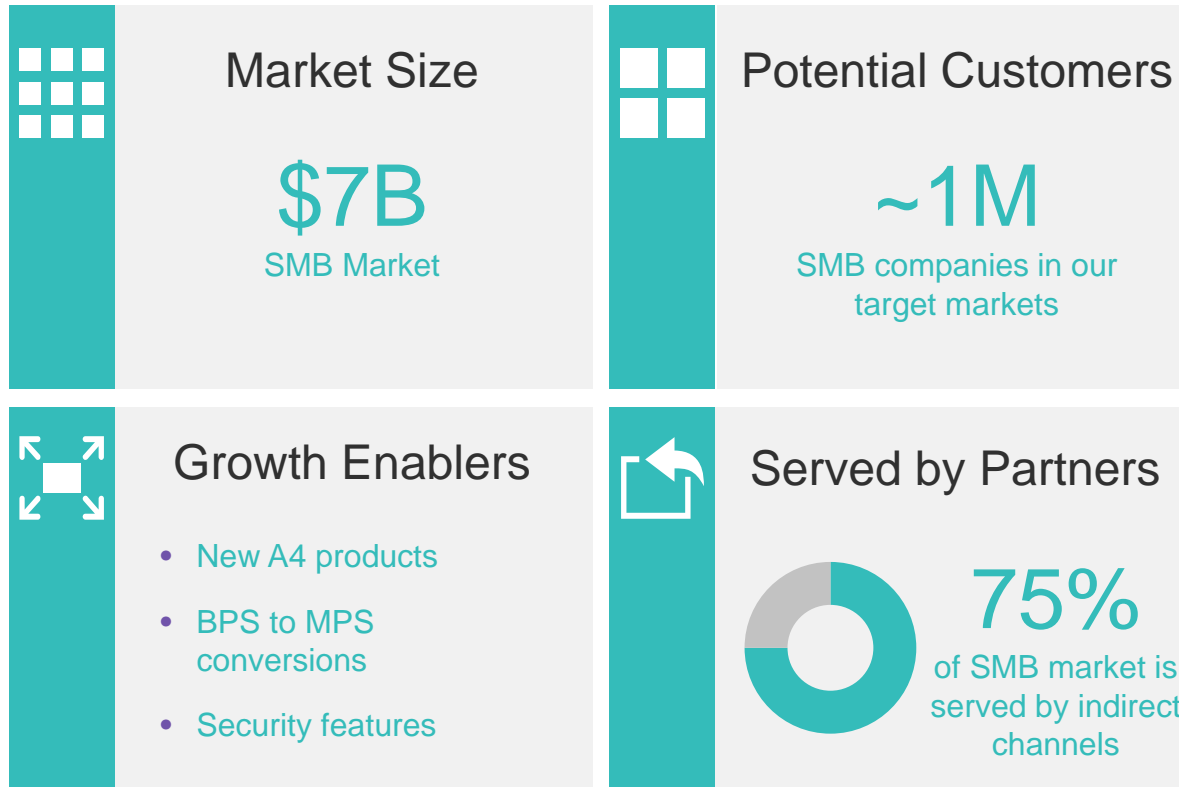 Market Size
$7B
SMB Market
Potential Customers
~1M
SMB companies in our
target markets
Growth Enablers
• New A4 products
• BPS to MPS
conversions
• Security features
Served by Partners
75%
of SMB market is
served by indirect
channels